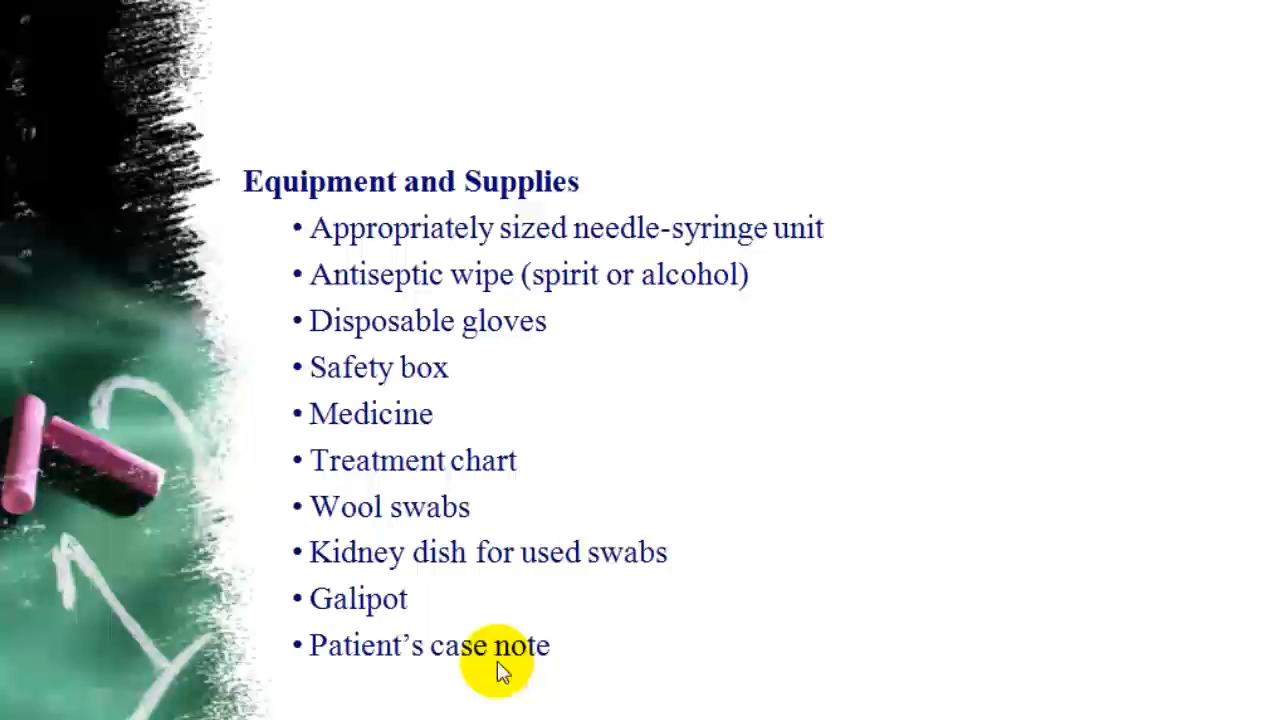 Equipment and Supplies
• Appropriately sized needle-syringe unit
• Antiseptic wipe (spirit or alcohol)
• Disposable gloves
• Safety box
• Medicine
• Treatment chart
• Wool swabs
• Kidney dish for used swabs
• Galipot
• Patient’s case note